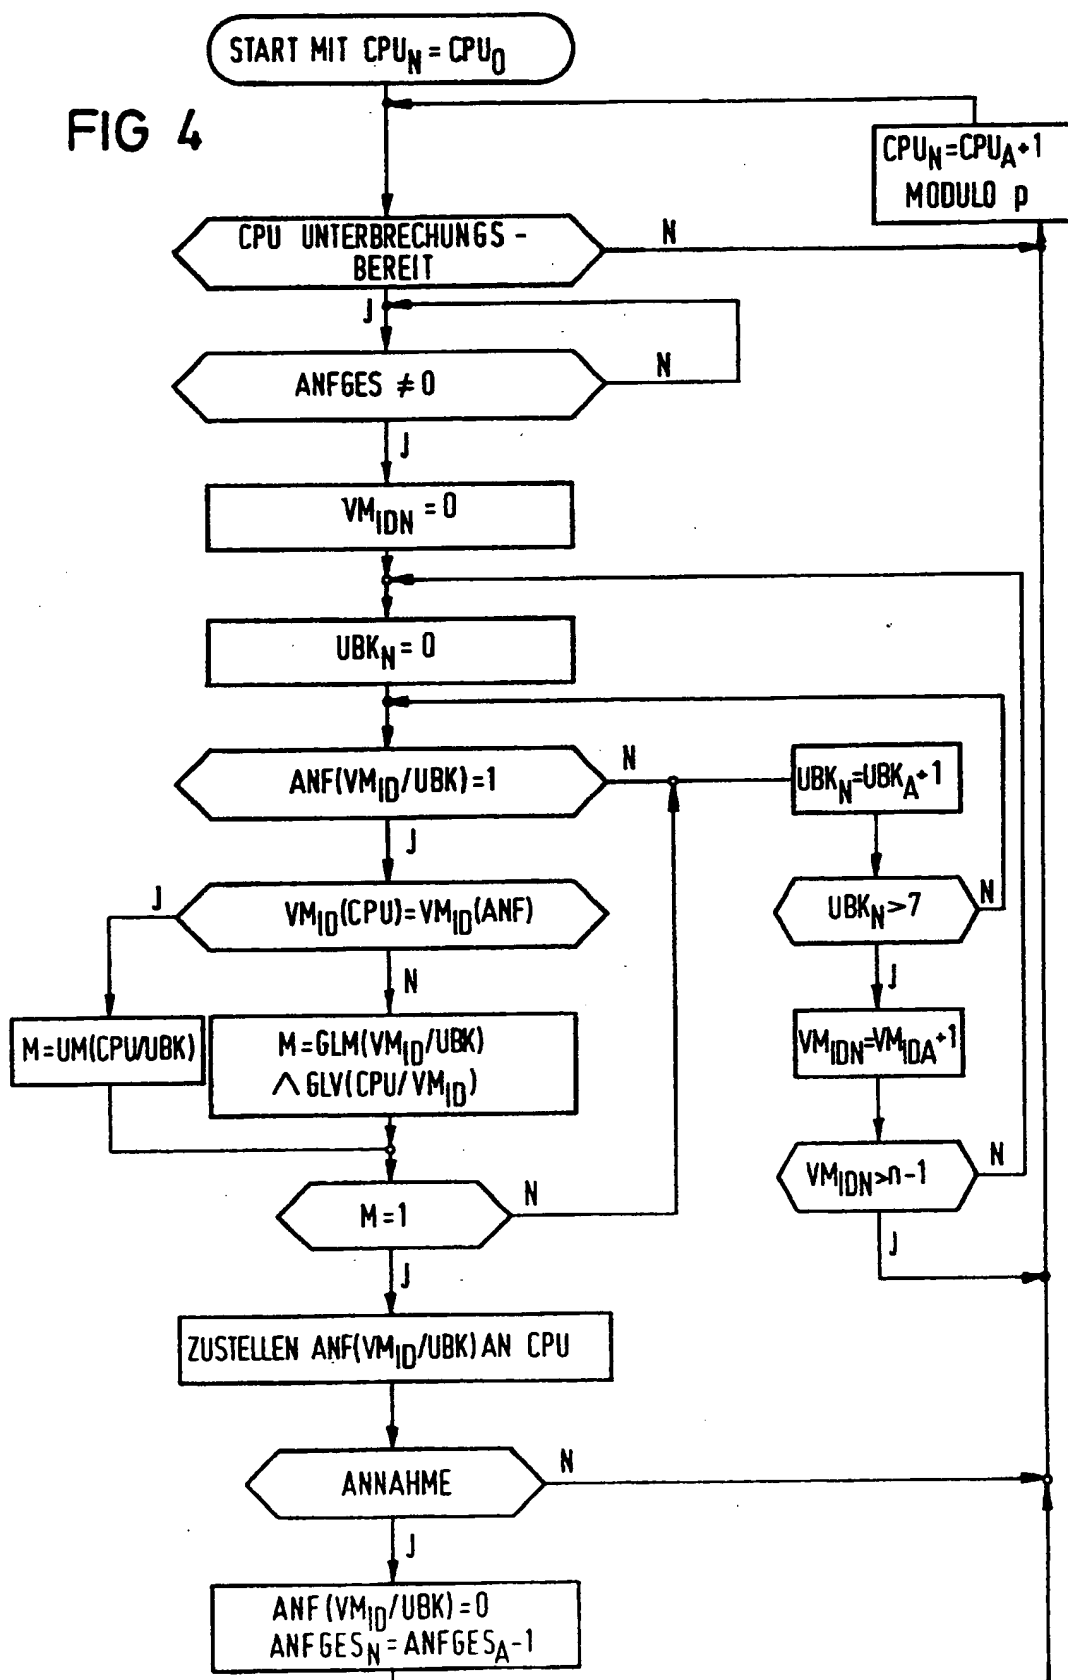 START MIT CPU_N = CPU_0
FIG 4
CPU_N=CPU_A+1
MODULO p
CPU UNTERBRECHUNGS-
BEREIT
N
J
ANFGES ≠ 0
N
J
VM_IDN = 0
UBK_N = 0
ANF(VM_ID/UBK)=1
N
UBK_N=UBK_A+1
J
J
VM_ID(CPU)=VM_ID(ANF)
UBK_N>7
N
N
J
M=UM(CPU/UBK)
M=GLM(VM_ID/UBK)
∧ GLV(CPU/VM_ID)
VM_IDN=VM_IDA+1
VM_IDN>n-1
N
M=1
N
J
J
ZUSTELLEN ANF(VM_ID/UBK) AN CPU
ANNAHME
N
J
ANF(VM_ID/UBK)=0
ANFGES_N = ANFGES_A-1